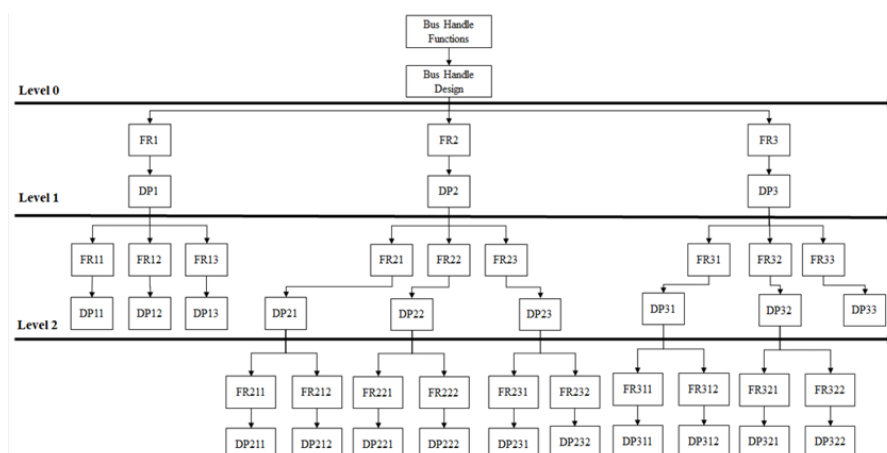 Bus Handle
Functions
Bus Handle
Design
Level 0
FR1 FR2 FR3
DP1 DP2 DP3
Level 1
FR11 FR12 FR13 FR21 FR22 FR23 FR31 FR32 FR33
DP11 DP12 DP13 DP21 DP22 DP23 DP31 DP32 DP33
Level 2
FR211 FR212 FR221 FR222 FR231 FR232 FR311 FR312 FR321 FR322
DP211 DP212 DP221 DP222 DP231 DP232 DP311 DP312 DP321 DP322